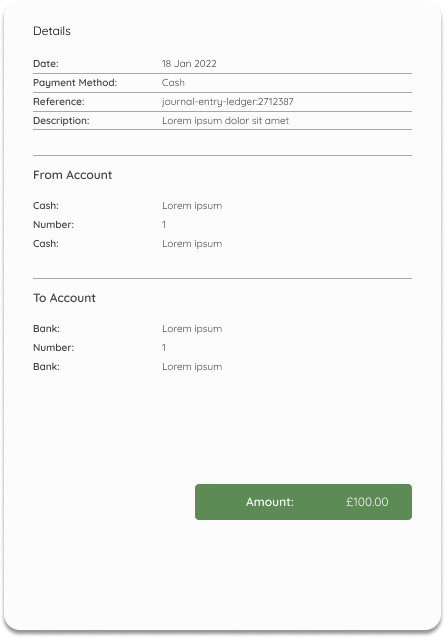 Details
Date: 18 Jan 2022
Payment Method: Cash
Reference: journal-entry-ledger:2712387
Description: Lorem ipsum dolor sit amet
From Account
Cash: Lorem ipsum
Number: 1
Cash: Lorem ipsum
To Account
Bank: Lorem ipsum
Number: 1
Bank: Lorem ipsum
Amount: £100.00